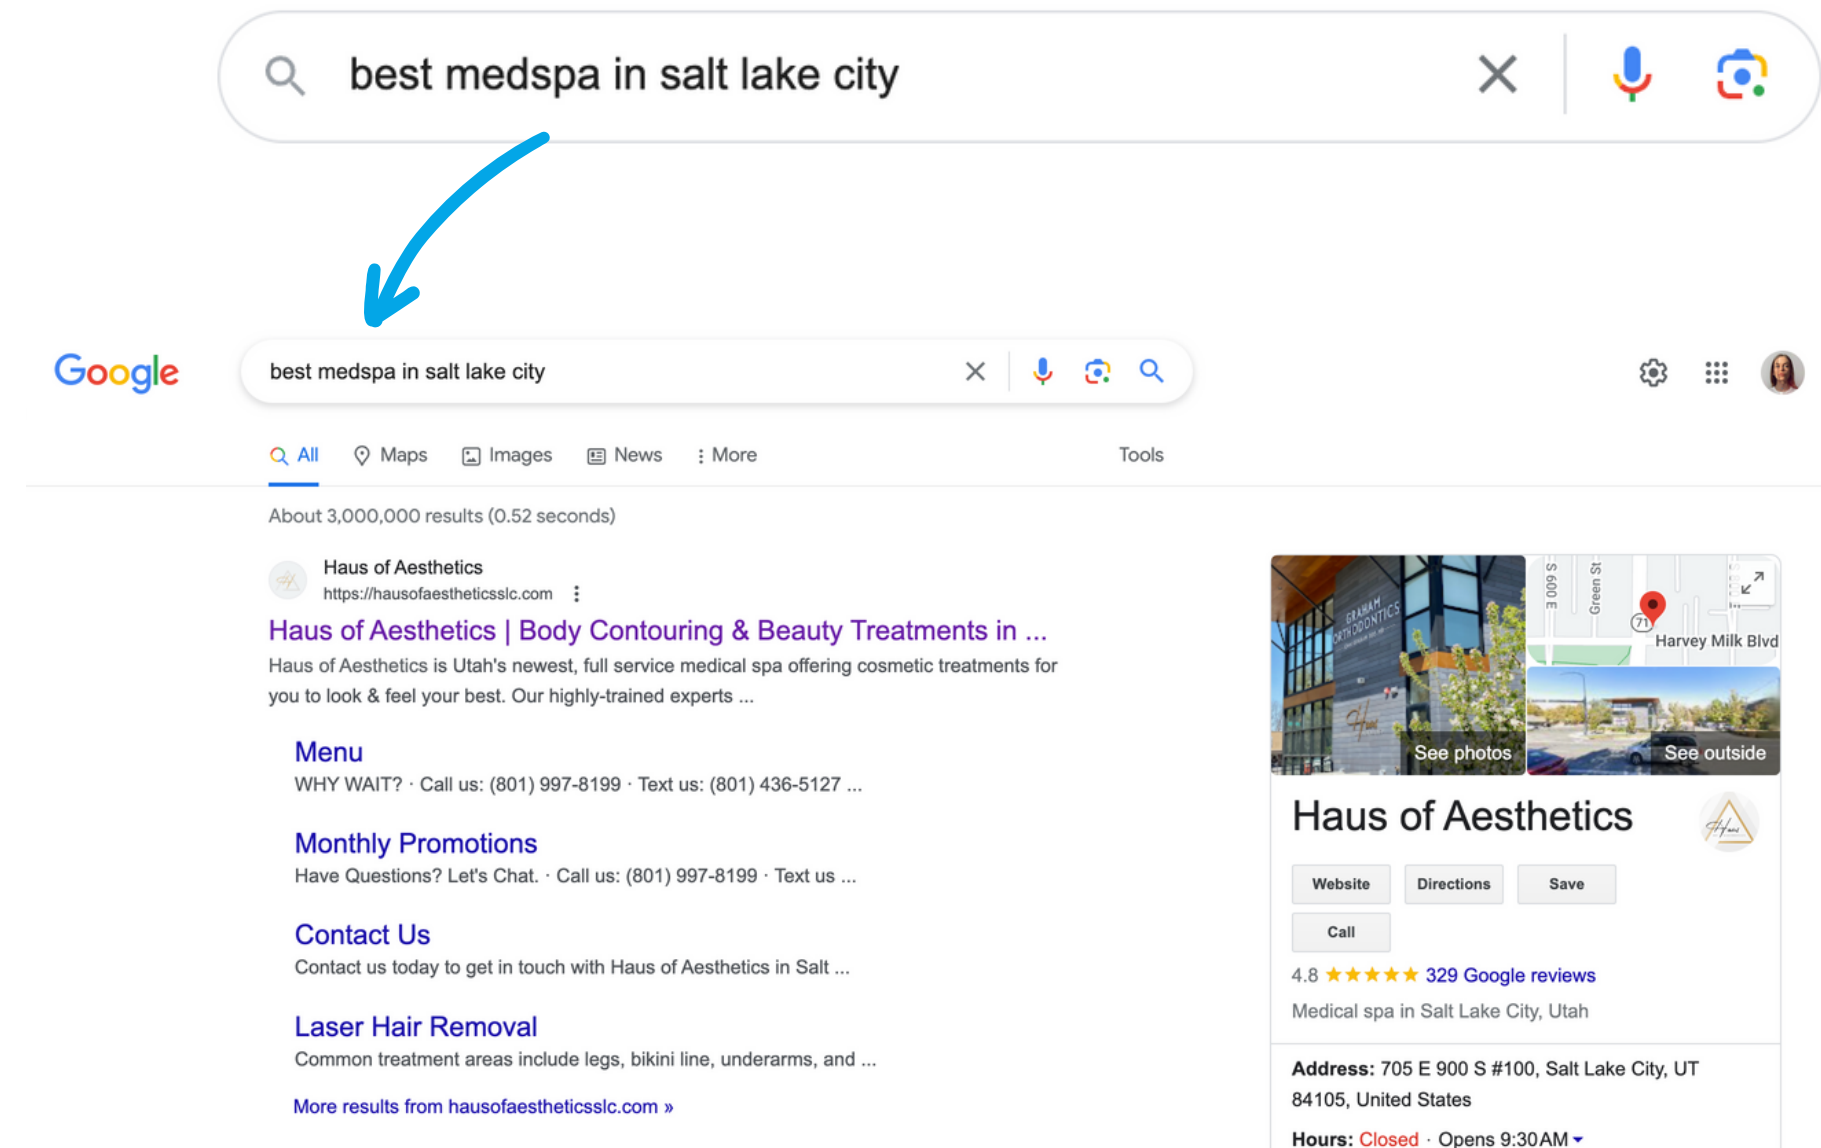 best medspa in salt lake city
Google
best medspa in salt lake city
All
Maps
Images
News
More
Tools
About 3,000,000 results (0.52 seconds)
Haus of Aesthetics
https://hausofaestheticsslc.com
Haus of Aesthetics | Body Contouring & Beauty Treatments in ...
Haus of Aesthetics is Utah's newest, full service medical spa offering cosmetic treatments for
you to look & feel your best. Our highly-trained experts ...
Menu
WHY WAIT? · Call us: (801) 997-8199 · Text us: (801) 436-5127 ...
Monthly Promotions
Have Questions? Let's Chat. · Call us: (801) 997-8199 · Text us ...
Contact Us
Contact us today to get in touch with Haus of Aesthetics in Salt ...
Laser Hair Removal
Common treatment areas include legs, bikini line, underarms, and ...
More results from hausofaestheticsslc.com »
GRAHAM
ORTHODONTICS
Haus
See photos
S 600 E
Green St
71
Harvey Milk Blvd
See outside
Haus of Aesthetics
Haus
Website
Directions
Save
Call
4.8
329 Google reviews
Medical spa in Salt Lake City, Utah
Address: 705 E 900 S #100, Salt Lake City, UT
84105, United States
Hours: Closed · Opens 9:30 AM